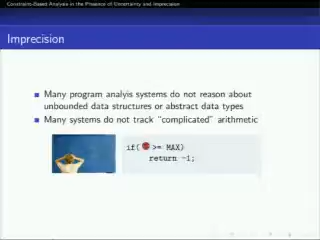 Constraint-Based Analysis in the Presence of Uncertainty and Imprecision
Imprecision
Many program analyis systems do not reason about
unbounded data structures or abstract data types
Many systems do not track "complicated" arithmetic
if( >= MAX)
return -1;